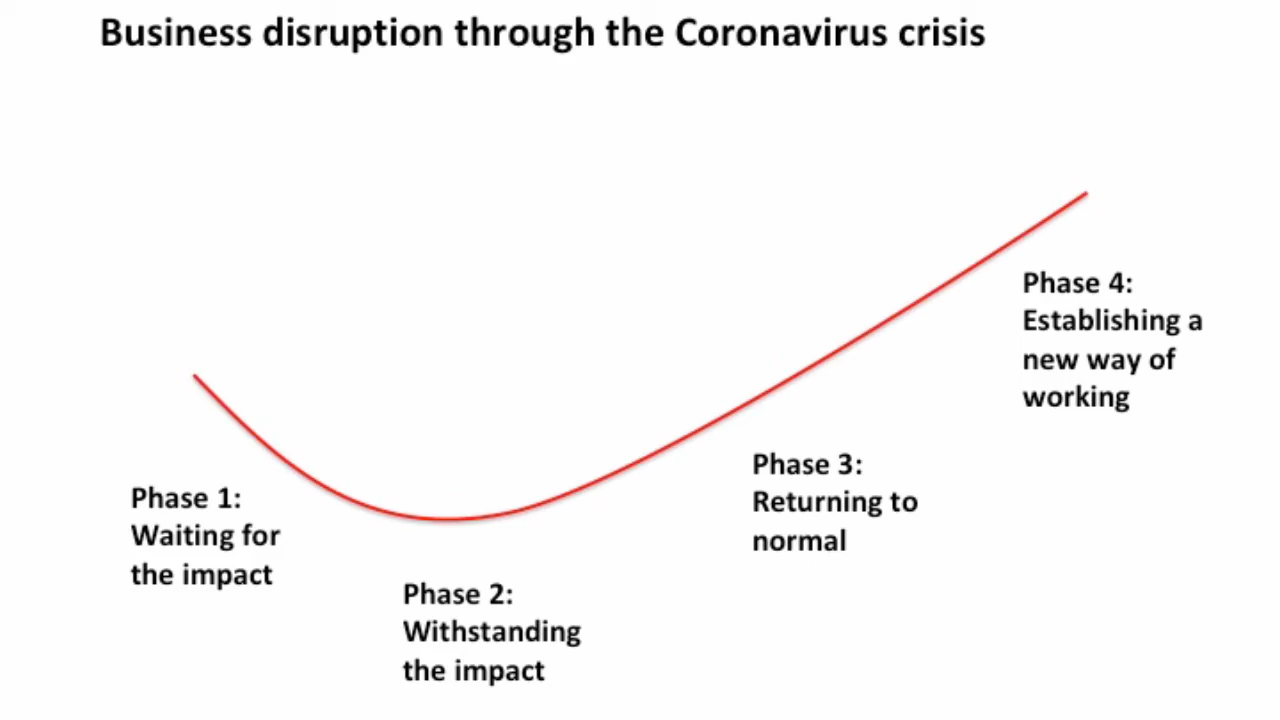 Business disruption through the Coronavirus crisis
Phase 1:
Waiting for
the impact
Phase 2:
Withstanding
the impact
Phase 3:
Returning to
normal
Phase 4:
Establishing a
new way of
working